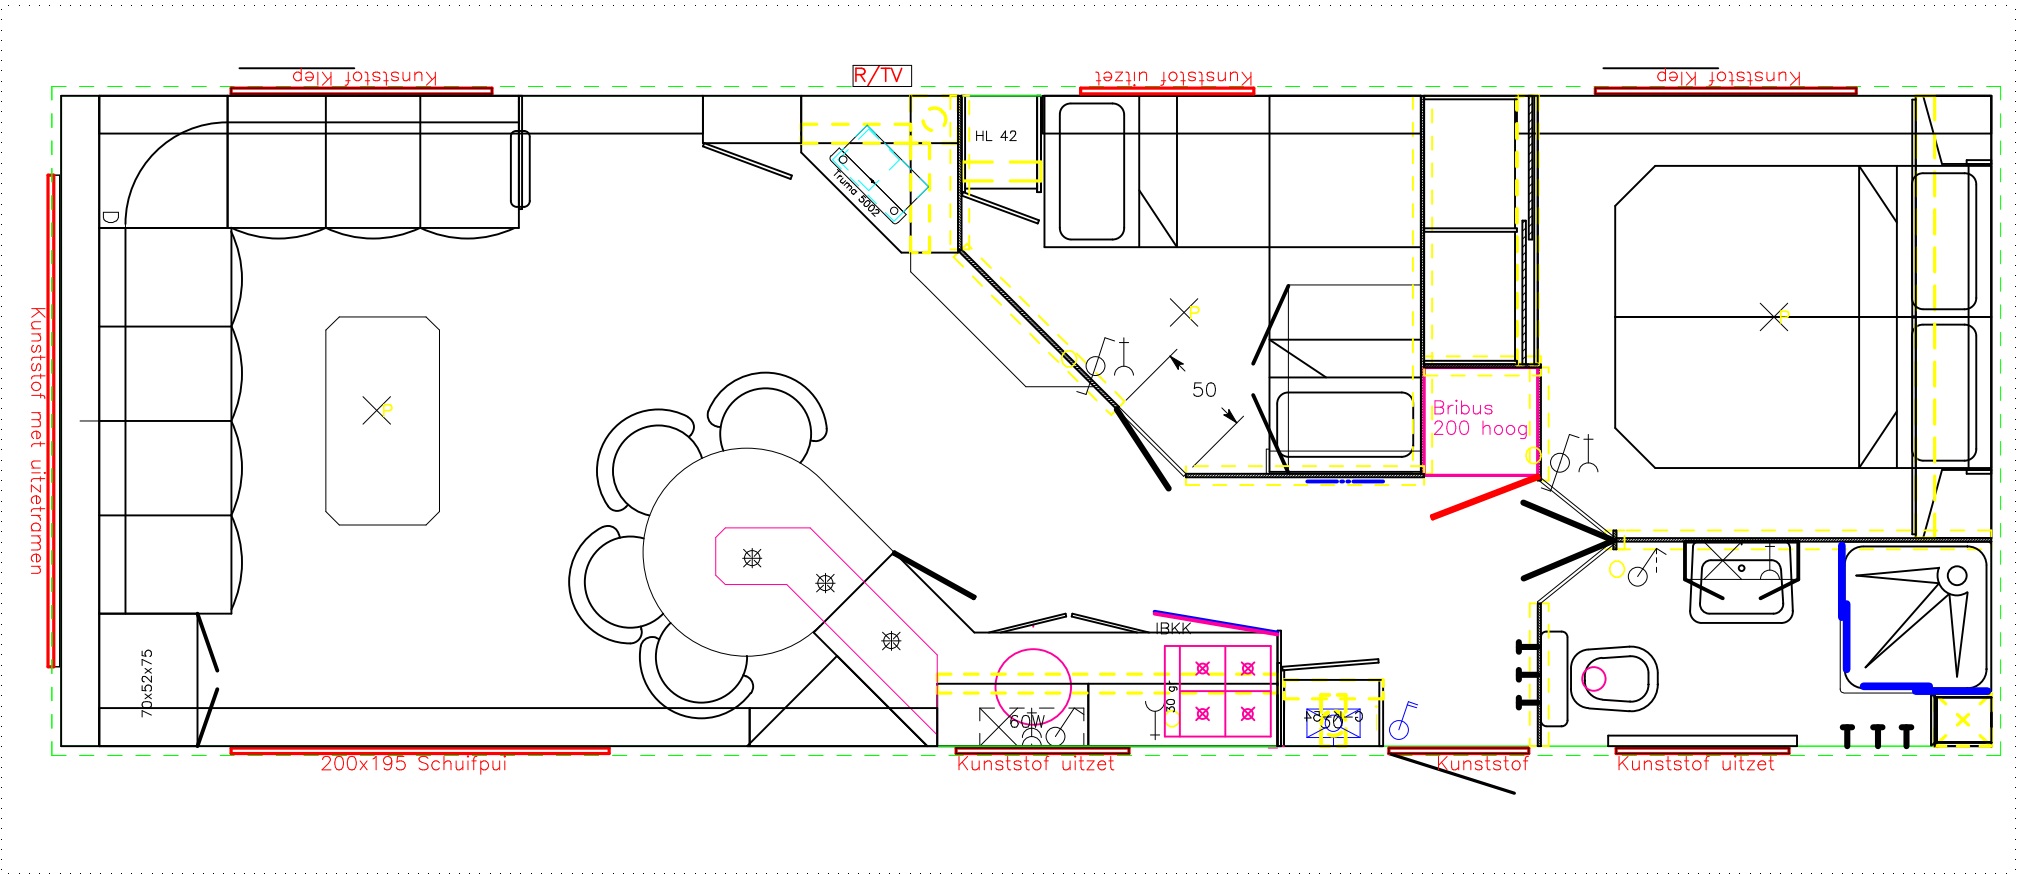 Kunststof Klep
R/TV
Kunststof uitzet
Kunststof Klep
HL 42
Truma 5002
D
P
P
P
50
Kunststof met uitzetramen
Bribus
200 hoog
70x52x75
IBKK
60W
30 gr
200x195 Schuifpui
Kunststof uitzet
Kunststof
Kunststof uitzet